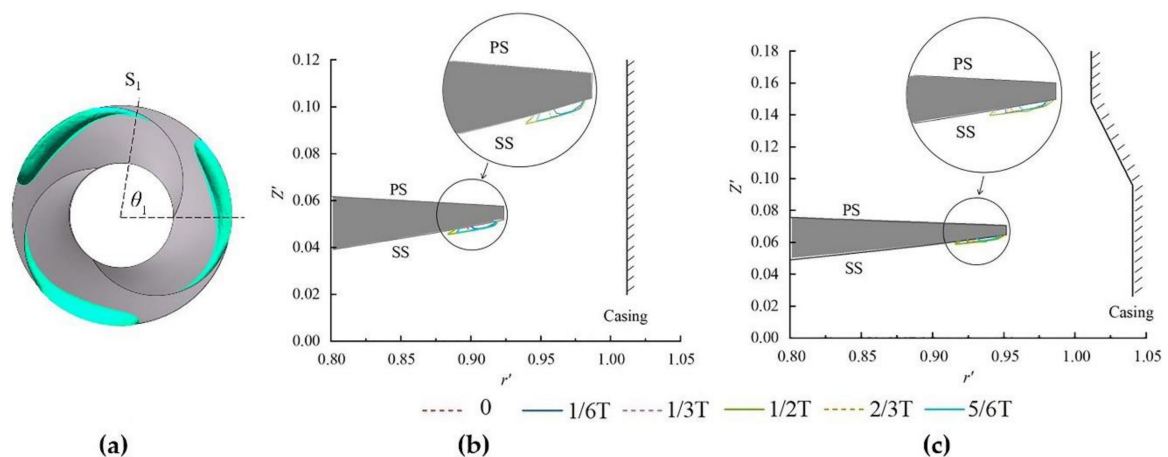 S1
θ1
(a)
PS
SS
PS
SS
0.12
0.10
0.08
0.06
0.04
0.02
0.00
Z'
0.80
0.85
0.90
0.95
1.00
1.05
r'
Casing
(b)
PS
SS
PS
SS
0.18
0.16
0.14
0.12
0.10
0.08
0.06
0.04
0.02
0.00
Z'
0.80
0.85
0.90
0.95
1.00
1.05
r'
Casing
(c)
0
1/6T
1/3T
1/2T
2/3T
5/6T